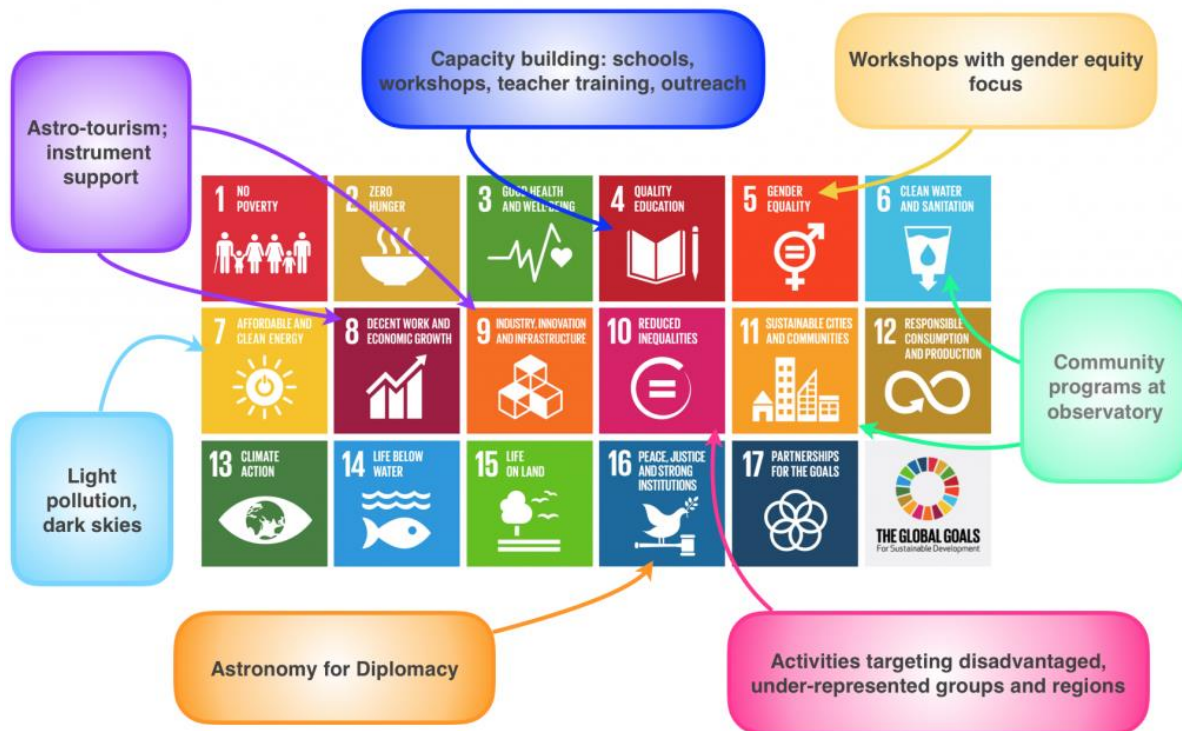 Capacity building: schools,
workshops, teacher training, outreach
Workshops with gender equity
focus
Astro-tourism;
instrument
support
1 NO
POVERTY
2 ZERO
HUNGER
3 GOOD HEALTH
AND WELL-BEING
4 QUALITY
EDUCATION
5 GENDER
EQUALITY
6 CLEAN WATER
AND SANITATION
7 AFFORDABLE AND
CLEAN ENERGY
8 DECENT WORK AND
ECONOMIC GROWTH
9 INDUSTRY, INNOVATION
AND INFRASTRUCTURE
10 REDUCED
INEQUALITIES
11 SUSTAINABLE CITIES
AND COMMUNITIES
12 RESPONSIBLE
CONSUMPTION
AND PRODUCTION
Community
programs at
observatory
Light
pollution,
dark skies
13 CLIMATE
ACTION
14 LIFE BELOW
WATER
15 LIFE
ON LAND
16 PEACE, JUSTICE
AND STRONG
INSTITUTIONS
17 PARTNERSHIPS
FOR THE GOALS
THE GLOBAL GOALS
For Sustainable Development
Astronomy for Diplomacy
Activities targeting disadvantaged,
under-represented groups and regions